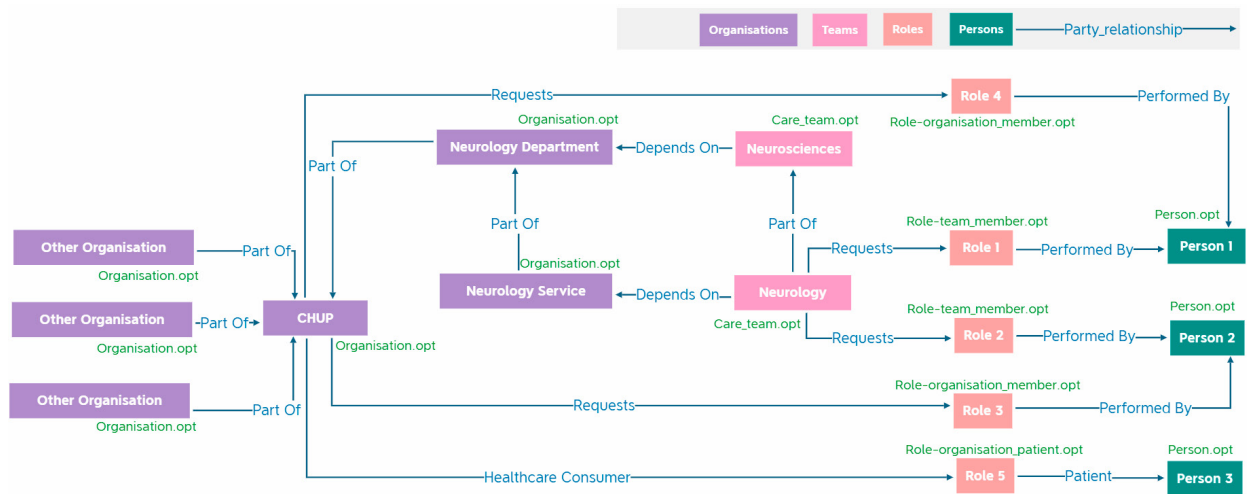 Organisations
Teams
Roles
Persons
Party_relationship
Requests
Role 4
Performed By
Role-organisation_member.opt
Organisation.opt
Care_team.opt
Neurology Department
Depends On
Neurosciences
Part Of
Part Of
Part Of
Role-team_member.opt
Person.opt
Other Organisation
Part Of
Requests
Role 1
Performed By
Person 1
Organisation.opt
Organisation.opt
Neurology Service
Depends On
Neurology
Care_team.opt
Role-team_member.opt
Person.opt
Other Organisation
Part Of
CHUP
Organisation.opt
Organisation.opt
Requests
Role 2
Performed By
Person 2
Role-organisation_member.opt
Other Organisation
Part Of
Organisation.opt
Requests
Role 3
Performed By
Role-organisation_patient.opt
Person.opt
Healthcare Consumer
Role 5
Patient
Person 3